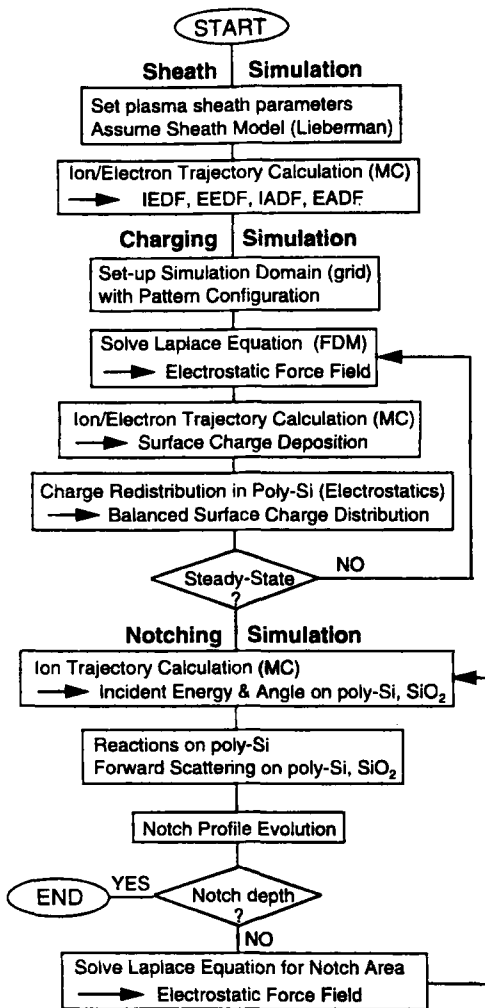 START
Sheath Simulation
Set plasma sheath parameters
Assume Sheath Model (Lieberman)
Ion/Electron Trajectory Calculation (MC)
IEDF, EEDF, IADF, EADF
Charging Simulation
Set-up Simulation Domain (grid)
with Pattern Configuration
Solve Laplace Equation (FDM)
Electrostatic Force Field
Ion/Electron Trajectory Calculation (MC)
Surface Charge Deposition
Charge Redistribution in Poly-Si (Electrostatics)
Balanced Surface Charge Distribution
Steady-State
?
NO
Notching Simulation
Ion Trajectory Calculation (MC)
Incident Energy & Angle on poly-Si, SiO₂
Reactions on poly-Si
Forward Scattering on poly-Si, SiO₂
Notch Profile Evolution
Notch depth
?
YES
END
NO
Solve Laplace Equation for Notch Area
Electrostatic Force Field